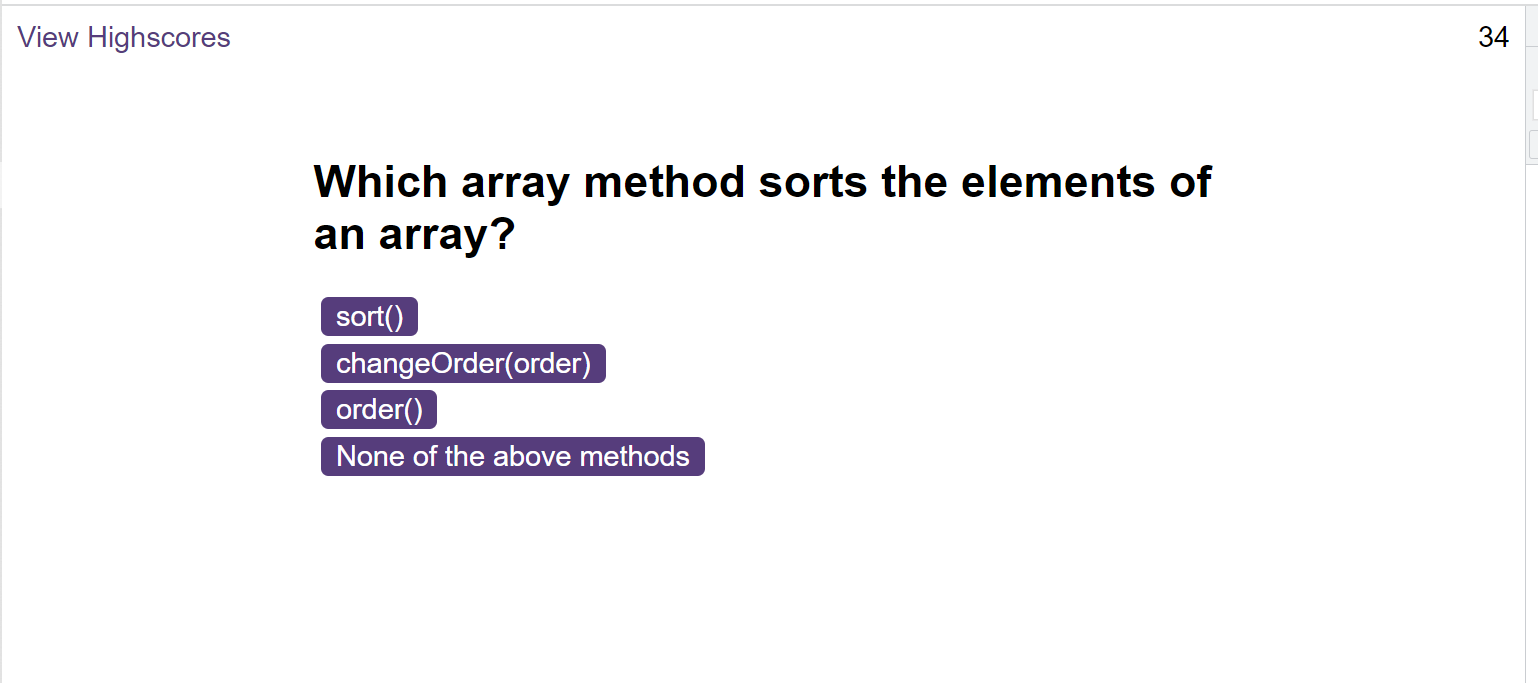 View Highscores
34
Which array method sorts the elements of
an array?
sort()
changeOrder(order)
order()
None of the above methods